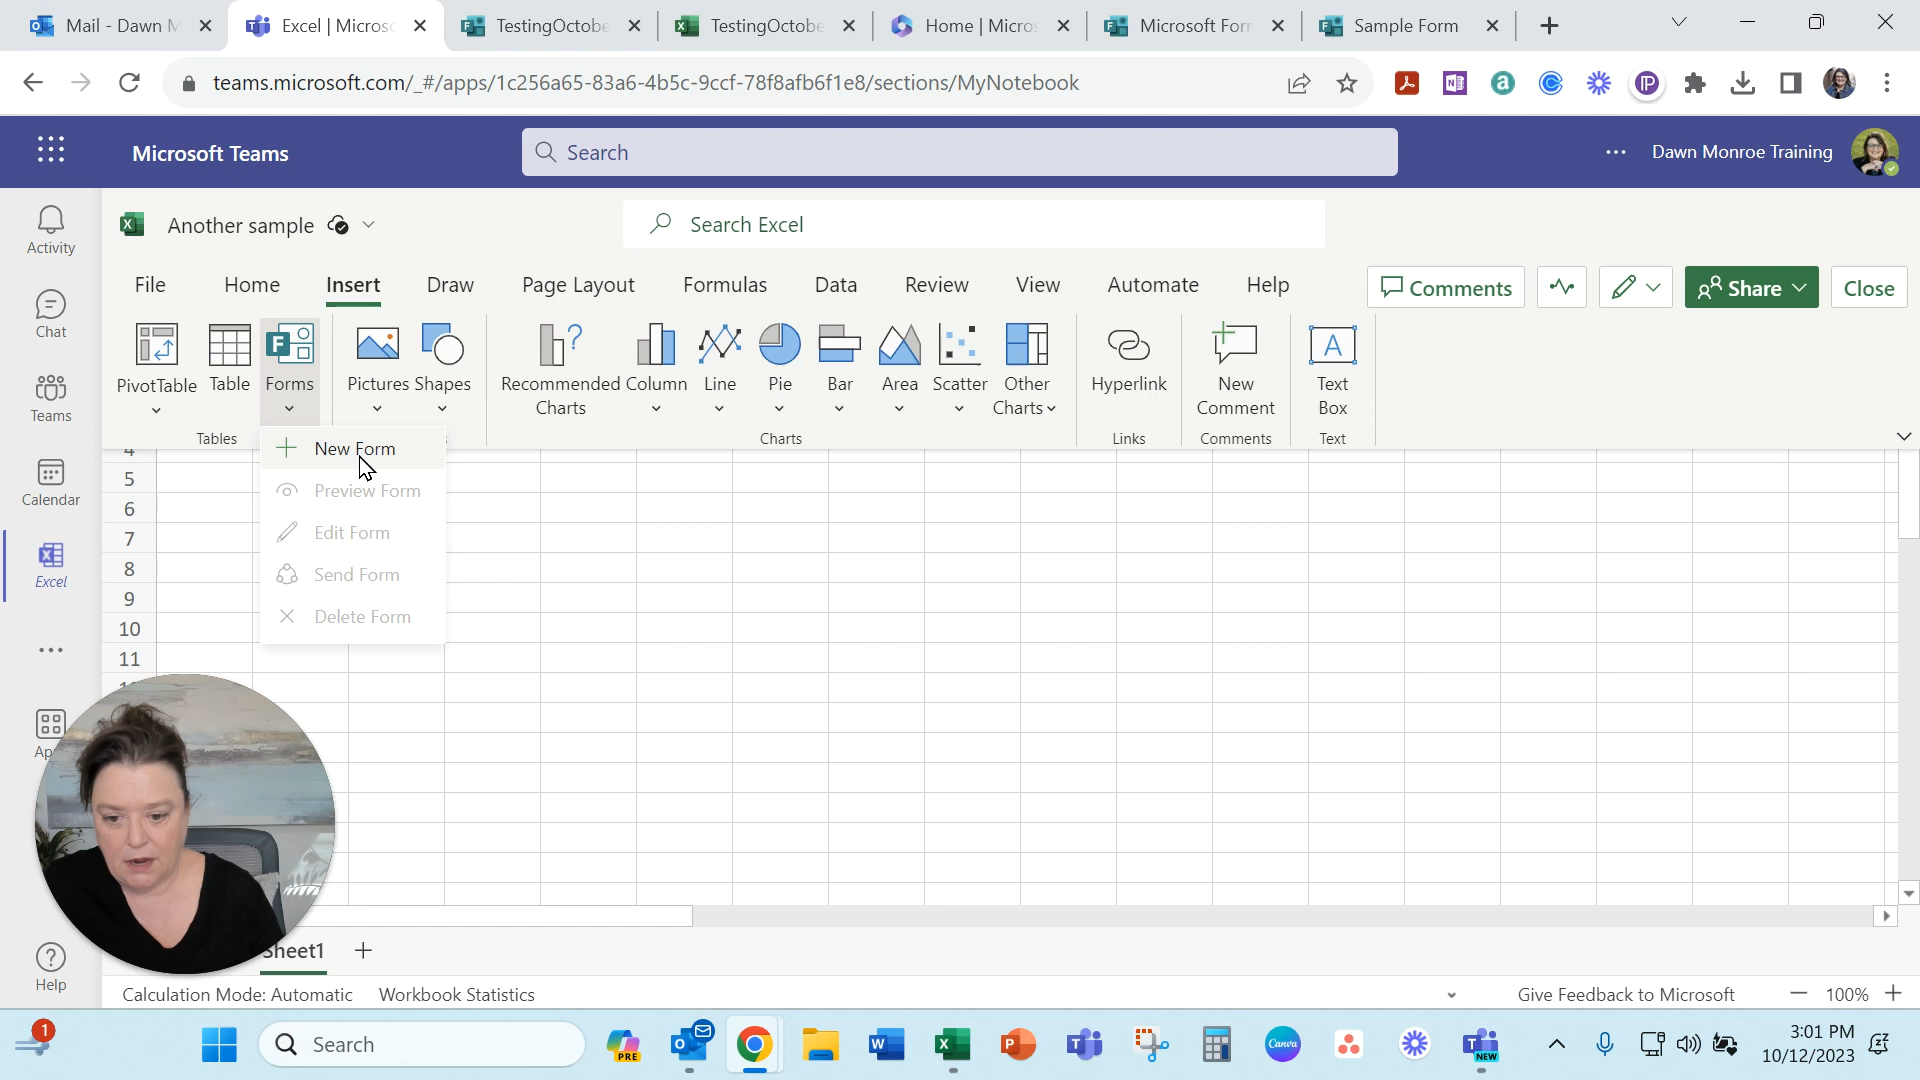 Mail - Dawn M
Excel | Micros
TestingOctobe
TestingOctobe
Home | Micros
Microsoft For
Sample Form
teams.microsoft.com/_#/apps/1c256a65-83a6-4b5c-9ccf-78f8afb6f1e8/sections/MyNotebook
Microsoft Teams
Search
Dawn Monroe Training
Activity
Chat
Teams
Calendar
Excel
Help
Another sample
Search Excel
File
Home
Insert
Draw
Page Layout
Formulas
Data
Review
View
Automate
Help
Comments
Share
Close
PivotTable
Table
Forms
Pictures
Shapes
Recommended
Charts
Column
Line
Pie
Bar
Area
Scatter
Other
Charts
Hyperlink
New
Comment
Text
Box
Tables
Charts
Links
Comments
Text
New Form
Preview Form
Edit Form
Send Form
Delete Form
4
5
6
7
8
9
10
11
Sheet1
Calculation Mode: Automatic
Workbook Statistics
Give Feedback to Microsoft
100%
1
Search
PRE
Canva
NEW
3:01 PM
10/12/2023